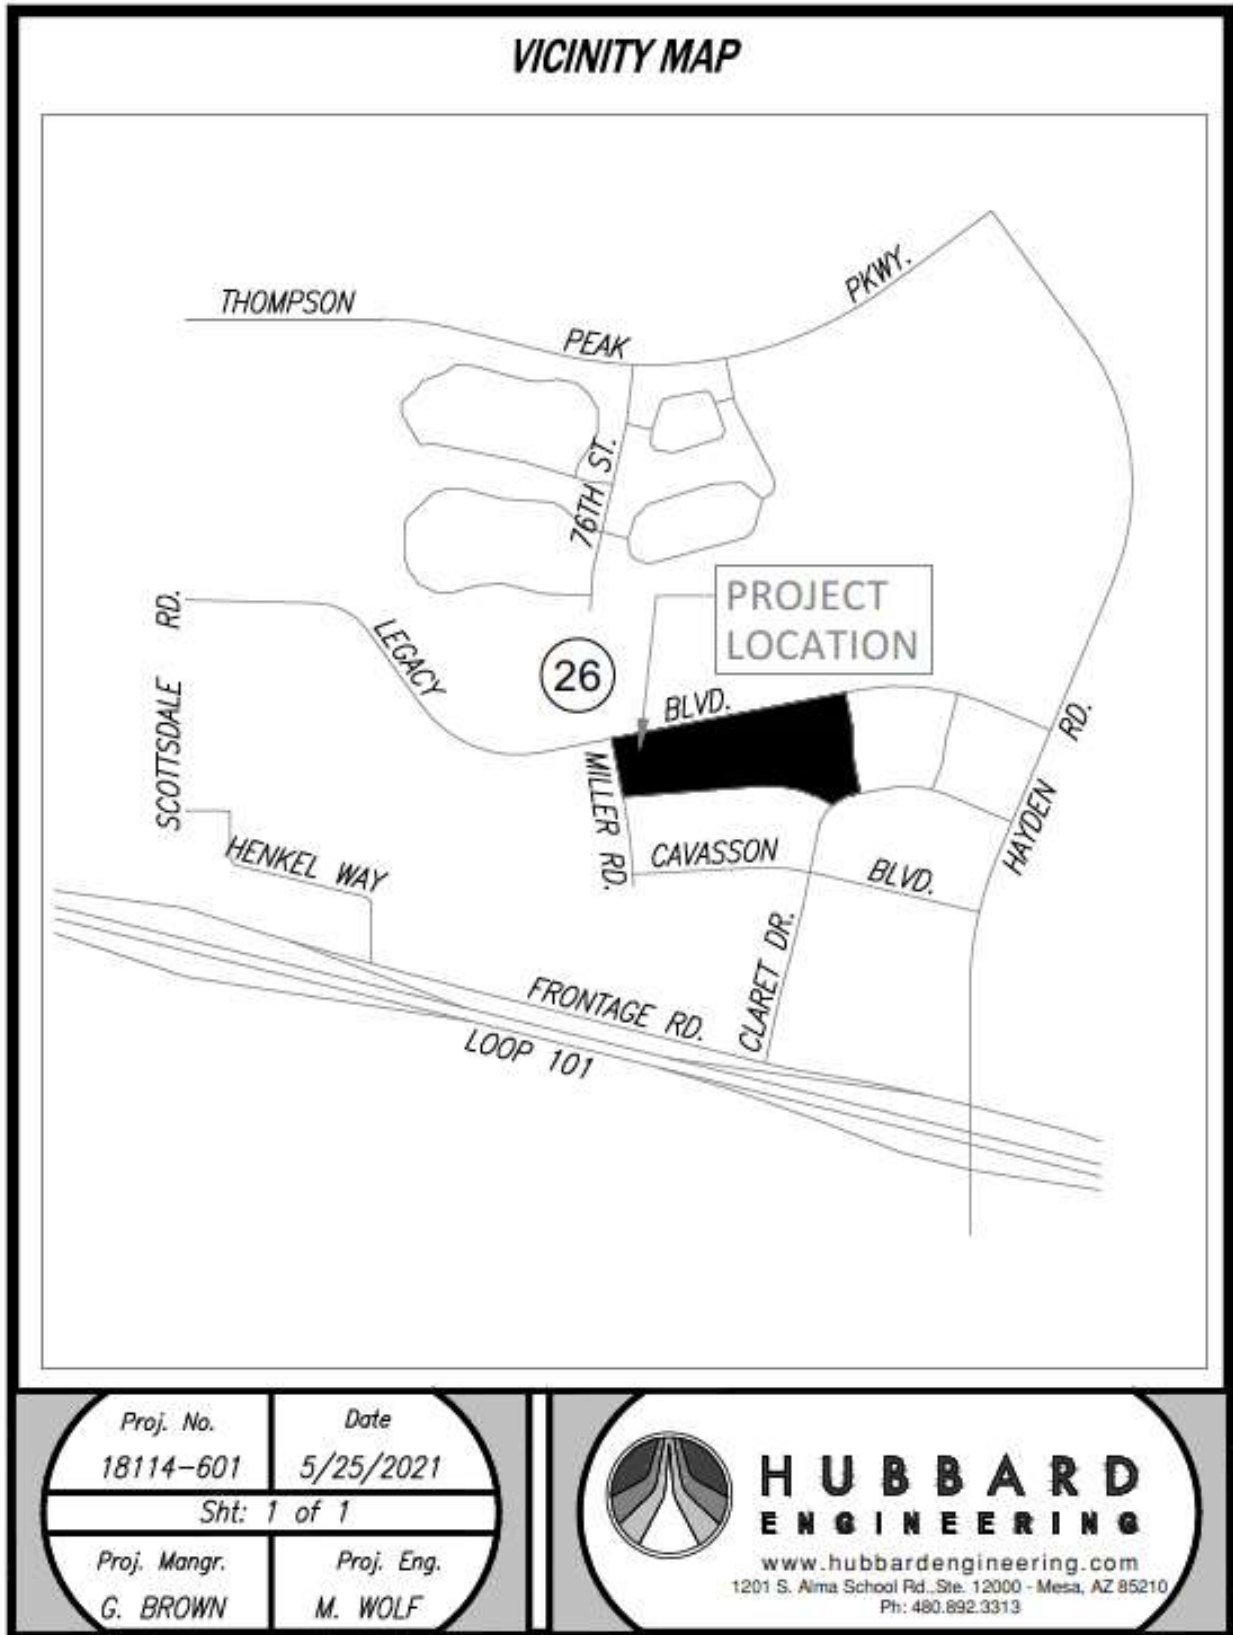 VICINITY MAP
THOMPSON
PEAK
PKWY.
76TH ST.
PROJECT
LOCATION
SCOTTSDALE RD.
LEGACY
26
BLVD.
MILLER RD.
HAYDEN RD.
HENKEL WAY
CAVASSON
BLVD.
CLARET DR.
FRONTAGE RD.
LOOP 101
Proj. No.
18114-601
Date
5/25/2021
Sht: 1 of 1
Proj. Mangr.
G. BROWN
Proj. Eng.
M. WOLF
HUBBARD
ENGINEERING
www.hubbardengineering.com
1201 S. Alma School Rd.,Ste. 12000 - Mesa, AZ 85210
Ph: 480.892.3313